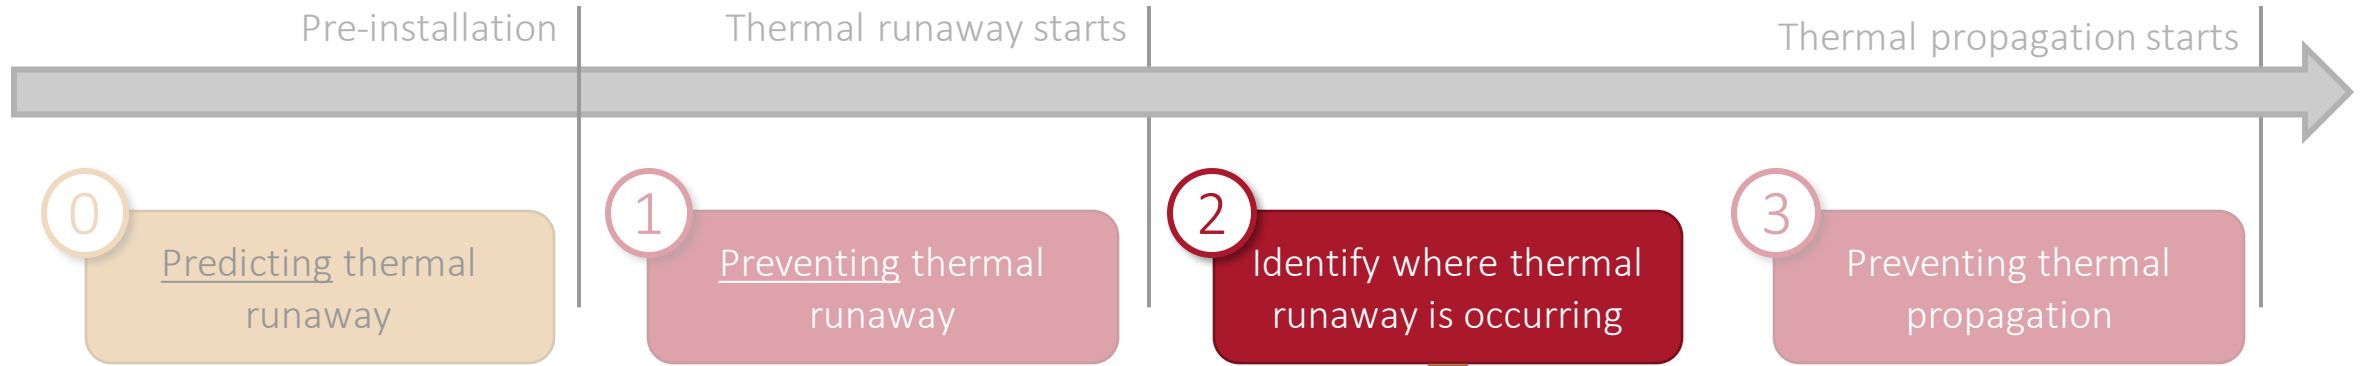 Pre-installation
Thermal runaway starts
Thermal propagation starts
0
Predicting thermal
runaway
1
Preventing thermal
runaway
2
Identify where thermal
runaway is occurring
3
Preventing thermal
propagation